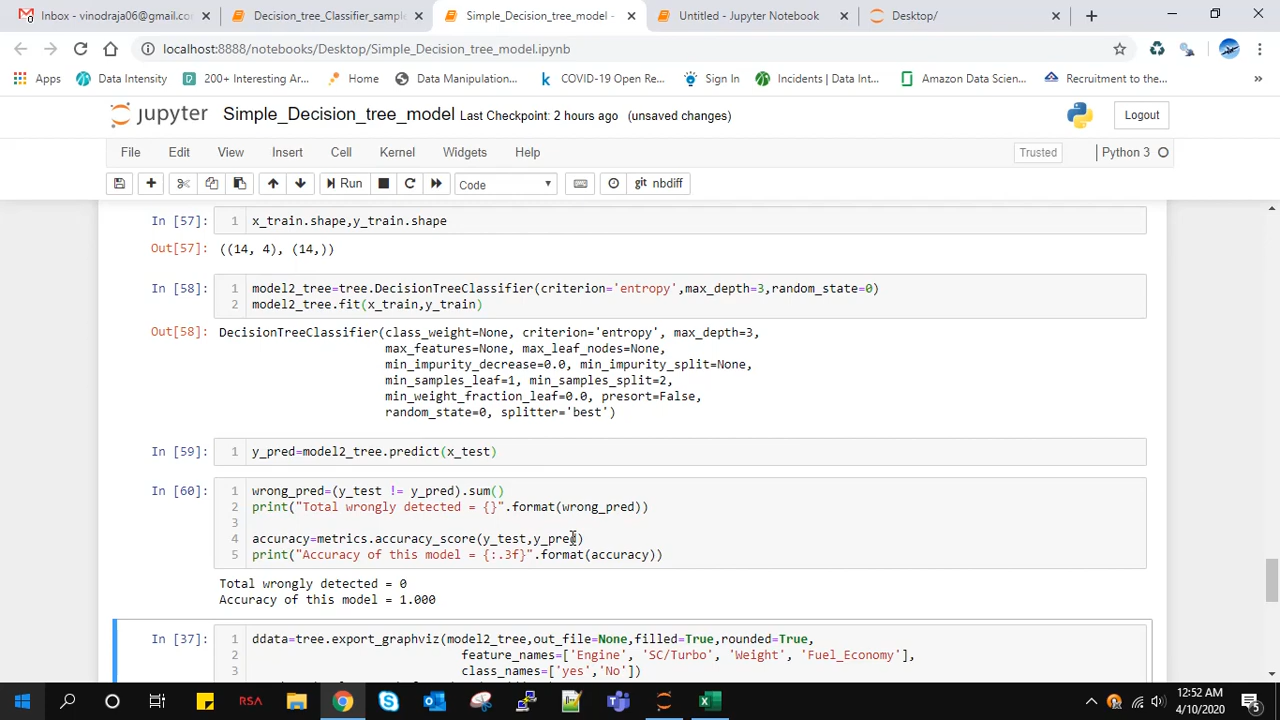 Inbox - vinodraja06@gmail.co
Decision_tree_Classifier_sample
Simple_Decision_tree_model -
Untitled - Jupyter Notebook
Desktop/
localhost:8888/notebooks/Desktop/Simple_Decision_tree_model.ipynb
Apps
Data Intensity
200+ Interesting Ar...
Home
Data Manipulation...
COVID-19 Open Re...
Sign In
Incidents | Data Int...
Amazon Data Scien...
Recruitment to the...
»
jupyter Simple_Decision_tree_model Last Checkpoint: 2 hours ago (unsaved changes)
Logout
File Edit View Insert Cell Kernel Widgets Help
Trusted
Python 3
Run
Code
git nbdiff
In [57]: 1 x_train.shape,y_train.shape
Out[57]: ((14, 4), (14,))
In [58]: 1 model2_tree=tree.DecisionTreeClassifier(criterion='entropy',max_depth=3,random_state=0)
2 model2_tree.fit(x_train,y_train)
Out[58]: DecisionTreeClassifier(class_weight=None, criterion='entropy', max_depth=3,
max_features=None, max_leaf_nodes=None,
min_impurity_decrease=0.0, min_impurity_split=None,
min_samples_leaf=1, min_samples_split=2,
min_weight_fraction_leaf=0.0, presort=False,
random_state=0, splitter='best')
In [59]: 1 y_pred=model2_tree.predict(x_test)
In [60]: 1 wrong_pred=(y_test != y_pred).sum()
2 print("Total wrongly detected = {}".format(wrong_pred))
3
4 accuracy=metrics.accuracy_score(y_test,y_pred)
5 print("Accuracy of this model = {:.3f}".format(accuracy))
Total wrongly detected = 0
Accuracy of this model = 1.000
In [37]: 1 ddata=tree.export_graphviz(model2_tree,out_file=None,filled=True,rounded=True,
2 feature_names=['Engine', 'SC/Turbo', 'Weight', 'Fuel_Economy'],
3 class_names=['yes','No'])
RSA
12:52 AM
4/10/2020
5